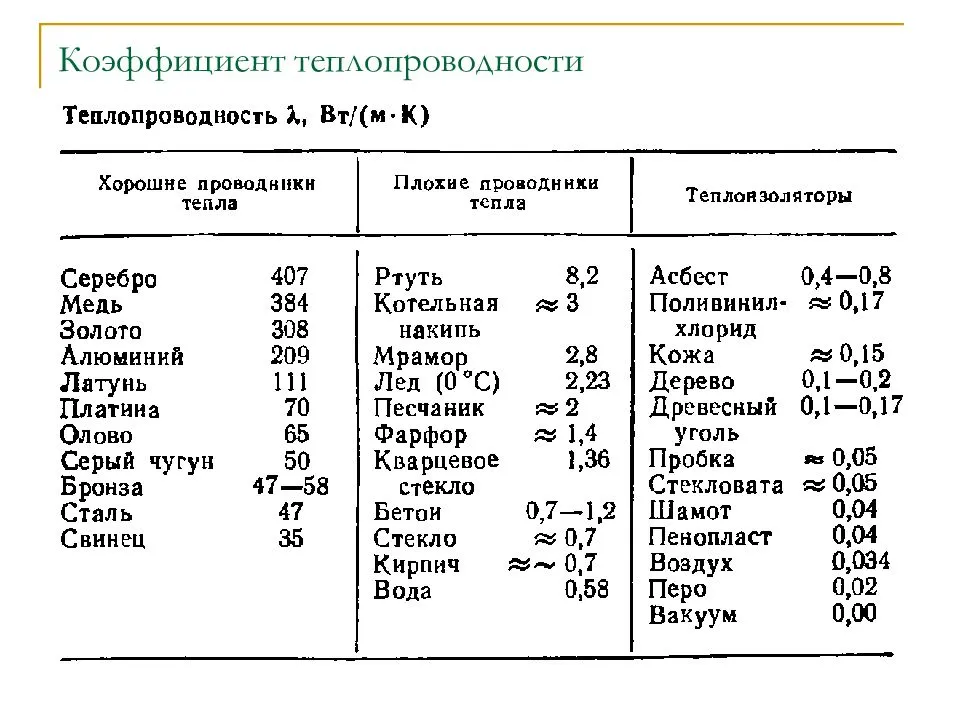 Коэффициент теплопроводности
Теплопроводность λ, Вт/(м·К)
Хорошие проводники
тепла
Плохие проводники
тепла
Теплоизоляторы
Серебро 407
Медь 384
Золото 308
Алюминий 209
Латунь 111
Платина 70
Олово 65
Серый чугун 50
Бронза 47—58
Сталь 47
Свинец 35
Ртуть 8,2
Котельная ≈ 3
накипь
Мрамор 2,8
Лед (0 °С) 2,23
Песчаник ≈ 2
Фарфор ≈ 1,4
Кварцевое 1,36
стекло
Бетон 0,7—1,2
Стекло ≈ 0,7
Кирпич ≈~ 0,7
Вода 0,58
Асбест 0,4—0,8
Поливинил- ≈ 0,17
хлорид
Кожа ≈ 0,15
Дерево 0,1—0,2
Древесный 0,1—0,17
уголь
Пробка ≈ 0,05
Стекловата ≈ 0,05
Шамот 0,04
Пенопласт 0,04
Воздух 0,034
Перо 0,02
Вакуум 0,00